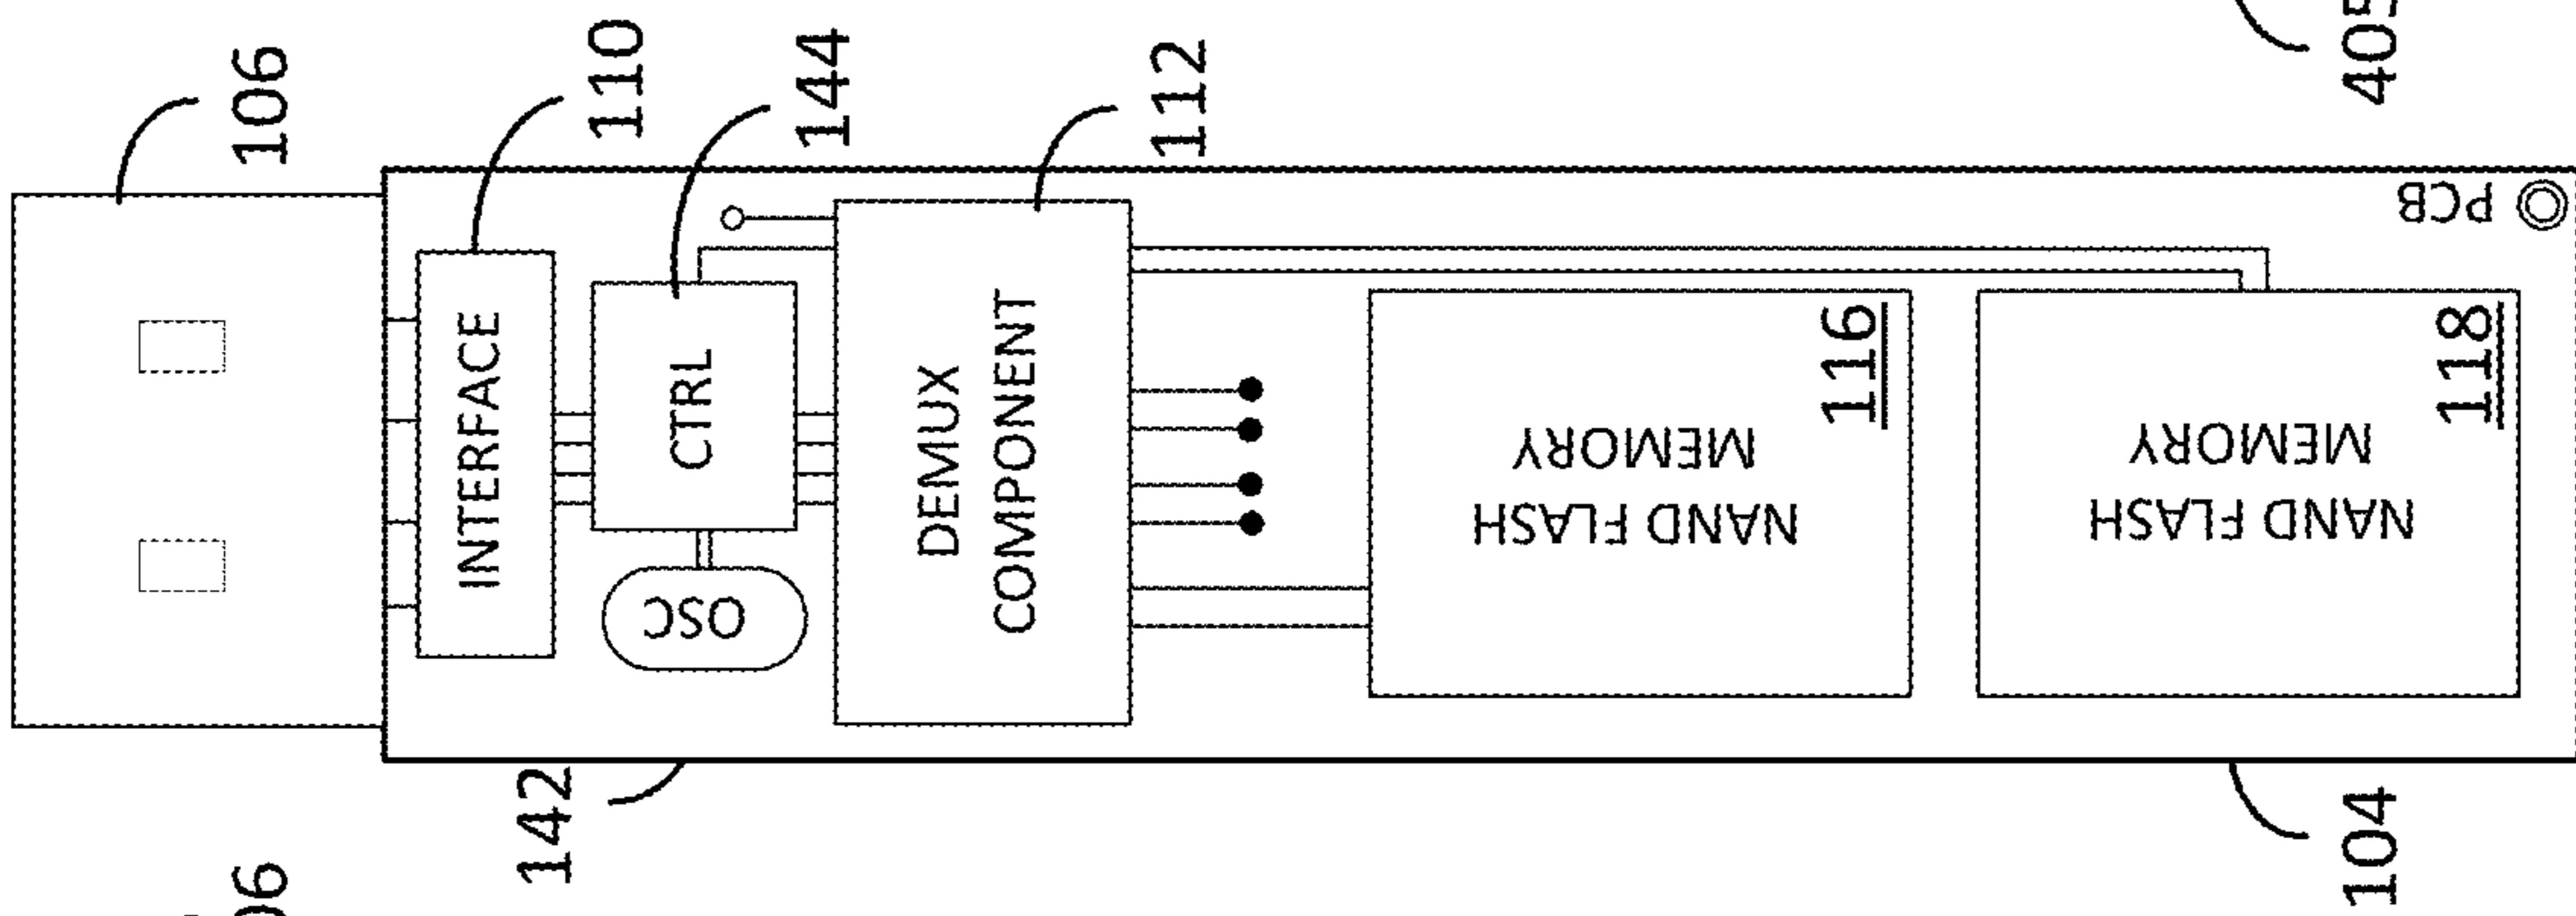 106
110
144
112
405
INTERFACE
CTRL
OSC
DEMUX
COMPONENT
NAND FLASH
MEMORY
116
NAND FLASH
MEMORY
118
PCB
142
104
06